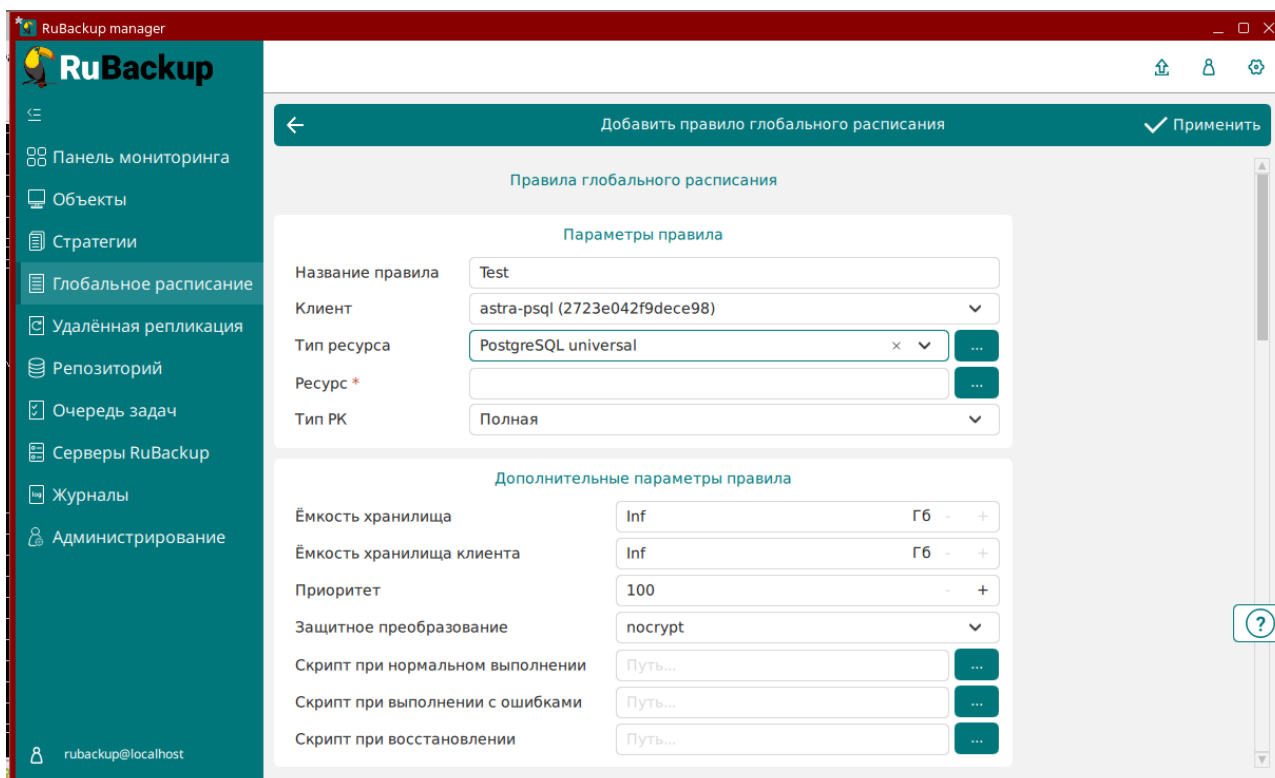 RuBackup manager
RuBackup
Добавить правило глобального расписания
Применить
Панель мониторинга
Объекты
Стратегии
Глобальное расписание
Удалённая репликация
Репозиторий
Очередь задач
Серверы RuBackup
Журналы
Администрирование
rubackup@localhost
Правила глобального расписания
Параметры правила
Название правила Test
Клиент astra-psql (2723e042f9dece98)
Тип ресурса PostgreSQL universal × ...
Ресурс * ...
Тип РК Полная
Дополнительные параметры правила
Ёмкость хранилища Inf Гб - +
Ёмкость хранилища клиента Inf Гб - +
Приоритет 100 - +
Защитное преобразование nocrypt
Скрипт при нормальном выполнении Путь... ...
Скрипт при выполнении с ошибками Путь... ...
Скрипт при восстановлении Путь... ...
?